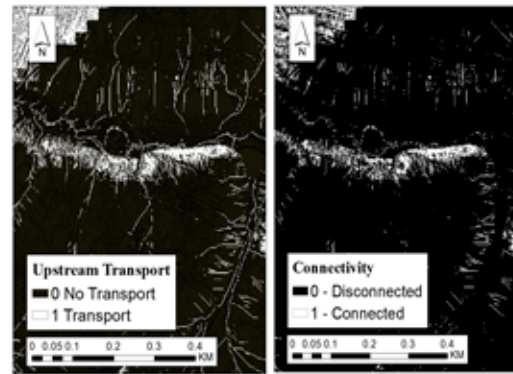 N
Upstream Transport
0 No Transport
1 Transport
0 0.05 0.1 0.2 0.3 0.4
KM
N
Connectivity
0 - Disconnected
1 - Connected
0 0.05 0.1 0.2 0.3 0.4
KM